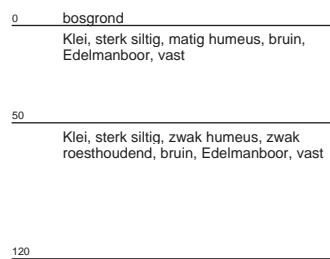 0 bosgrond
Klei, sterk siltig, matig humeus, bruin,
Edelmanboor, vast
50
Klei, sterk siltig, zwak humeus, zwak
roesthoudend, bruin, Edelmanboor, vast
120